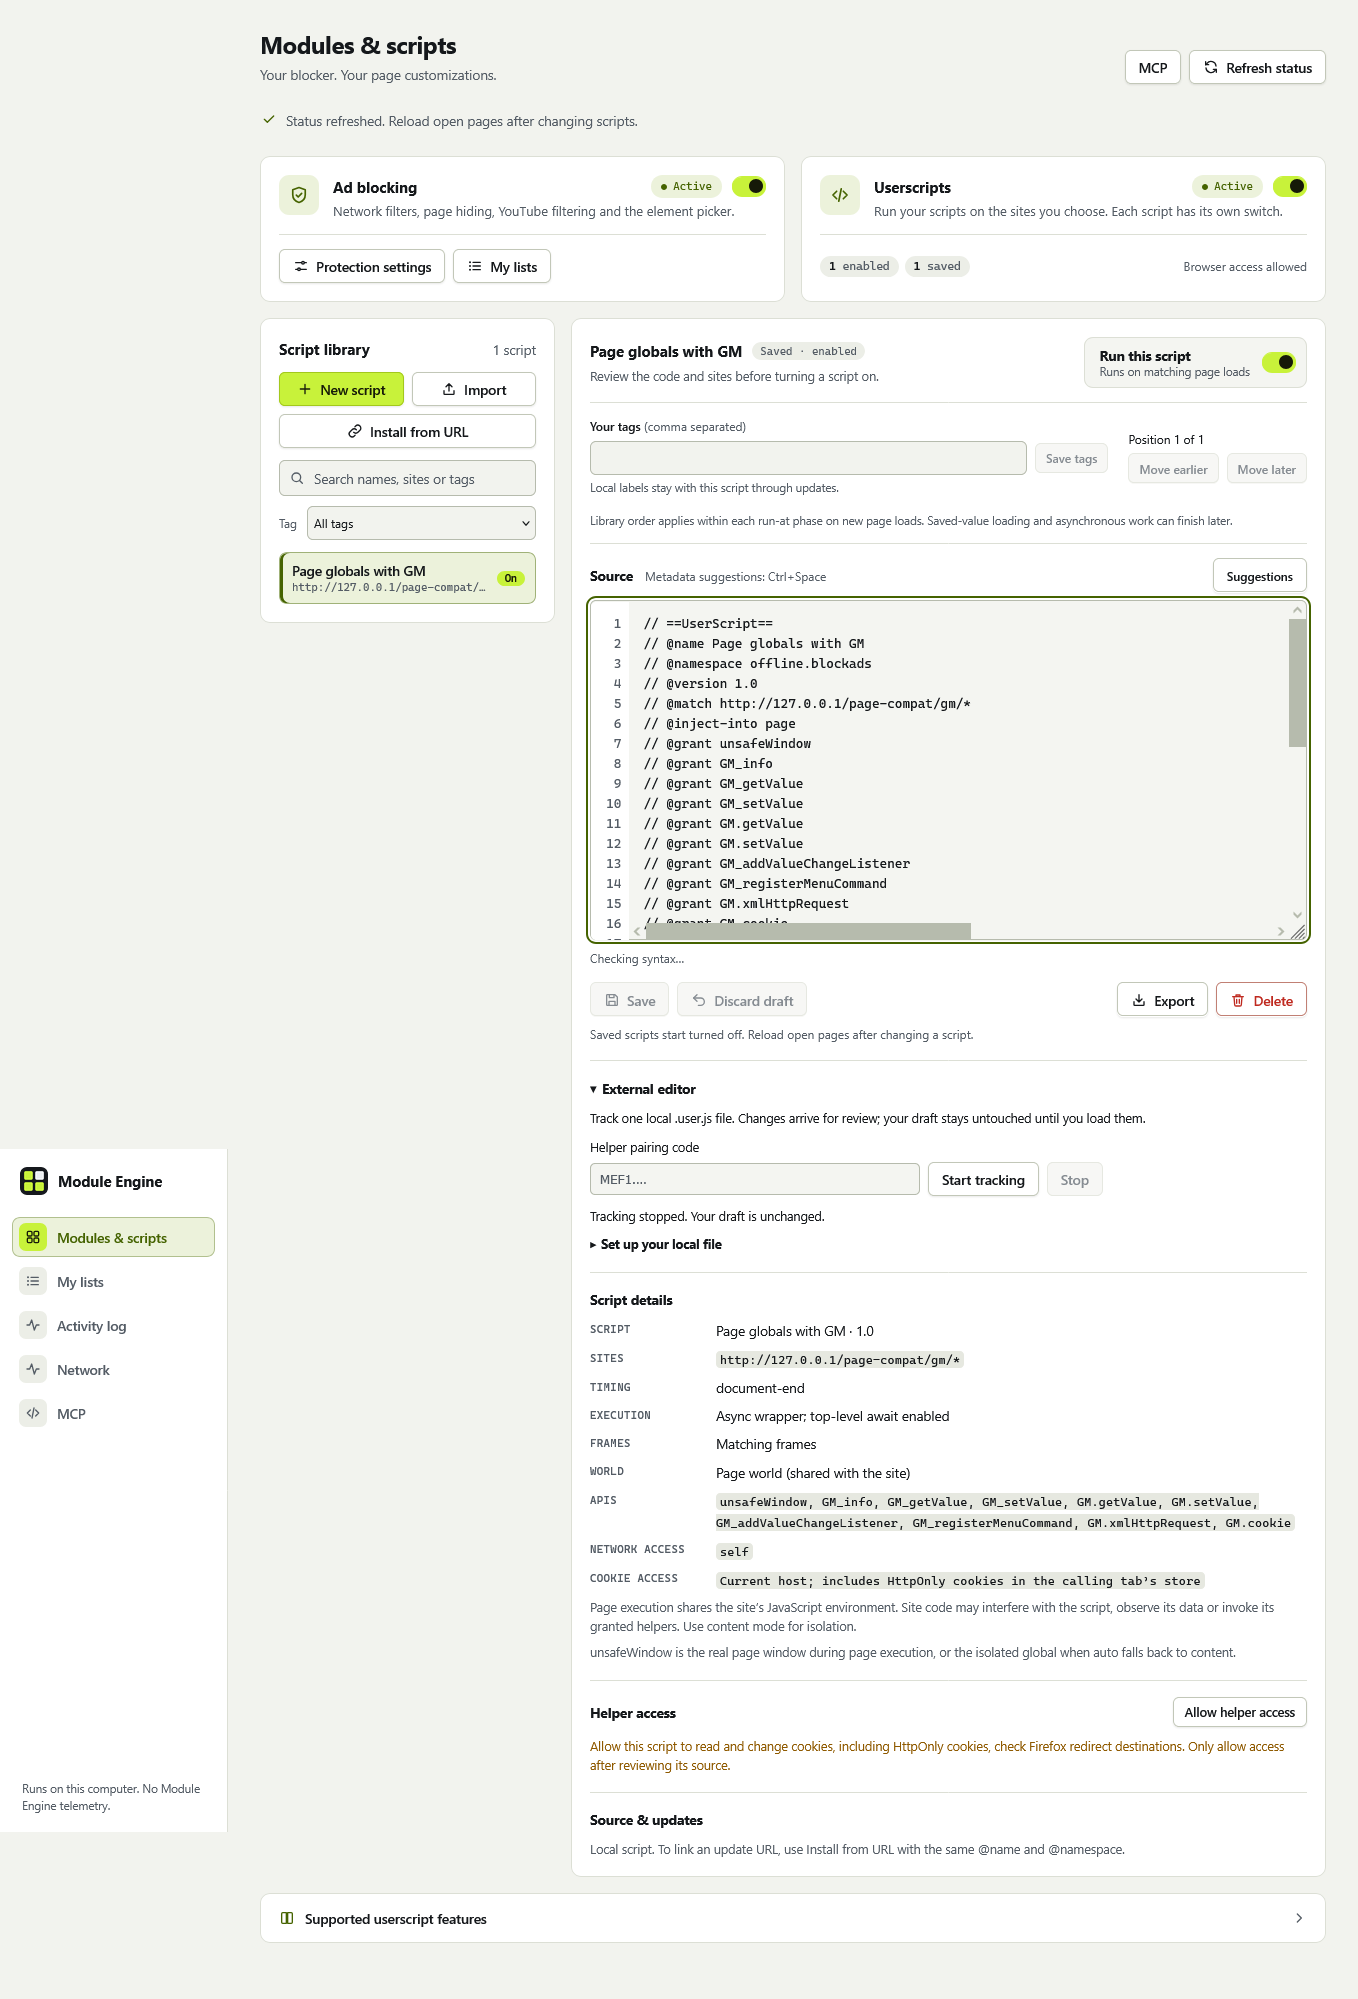 Modules & scripts
Your blocker. Your page customizations.
MCP
Refresh status
Status refreshed. Reload open pages after changing scripts.
Ad blocking
Active
Network filters, page hiding, YouTube filtering and the element picker.
Protection settings
My lists
Userscripts
Active
Run your scripts on the sites you choose. Each script has its own switch.
1 enabled
1 saved
Browser access allowed
Script library
1 script
New script
Import
Install from URL
Search names, sites or tags
Tag
All tags
Page globals with GM
http://127.0.0.1/page-compat/…
On
Page globals with GM
Saved · enabled
Review the code and sites before turning a script on.
Run this script
Runs on matching page loads
Your tags (comma separated)
Save tags
Local labels stay with this script through updates.
Position 1 of 1
Move earlier
Move later
Library order applies within each run-at phase on new page loads. Saved-value loading and asynchronous work can finish later.
Source
Metadata suggestions: Ctrl+Space
Suggestions
1 // ==UserScript==
2 // @name Page globals with GM
3 // @namespace offline.blockads
4 // @version 1.0
5 // @match http://127.0.0.1/page-compat/gm/*
6 // @inject-into page
7 // @grant unsafeWindow
8 // @grant GM_info
9 // @grant GM_getValue
10 // @grant GM_setValue
11 // @grant GM.getValue
12 // @grant GM.setValue
13 // @grant GM_addValueChangeListener
14 // @grant GM_registerMenuCommand
15 // @grant GM.xmlHttpRequest
16 // @grant GM.cookie
Checking syntax…
Save
Discard draft
Export
Delete
Saved scripts start turned off. Reload open pages after changing a script.
External editor
Track one local .user.js file. Changes arrive for review; your draft stays untouched until you load them.
Helper pairing code
MEF1.…
Start tracking
Stop
Tracking stopped. Your draft is unchanged.
Set up your local file
Script details
SCRIPT
Page globals with GM · 1.0
SITES
http://127.0.0.1/page-compat/gm/*
TIMING
document-end
EXECUTION
Async wrapper; top-level await enabled
FRAMES
Matching frames
WORLD
Page world (shared with the site)
APIS
unsafeWindow, GM_info, GM_getValue, GM_setValue, GM.getValue, GM.setValue,
GM_addValueChangeListener, GM_registerMenuCommand, GM.xmlHttpRequest, GM.cookie
NETWORK ACCESS
self
COOKIE ACCESS
Current host; includes HttpOnly cookies in the calling tab's store
Page execution shares the site's JavaScript environment. Site code may interfere with the script, observe its data or invoke its
granted helpers. Use content mode for isolation.
unsafeWindow is the real page window during page execution, or the isolated global when auto falls back to content.
Helper access
Allow helper access
Allow this script to read and change cookies, including HttpOnly cookies, check Firefox redirect destinations. Only allow access
after reviewing its source.
Source & updates
Local script. To link an update URL, use Install from URL with the same @name and @namespace.
Supported userscript features
Module Engine
Modules & scripts
My lists
Activity log
Network
MCP
Runs on this computer. No Module
Engine telemetry.